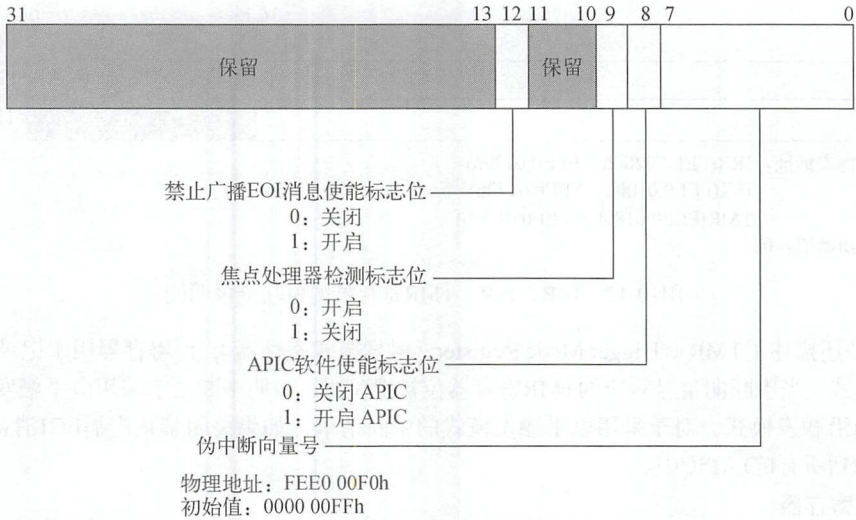 31 13 12 11 10 9 8 7 0
保留 保留
禁止广播EOI消息使能标志位
0：关闭
1：开启
焦点处理器检测标志位
0：开启
1：关闭
APIC软件使能标志位
0：关闭 APIC
1：开启 APIC
伪中断向量号
物理地址：FEE0 00F0h
初始值：0000 00FFh